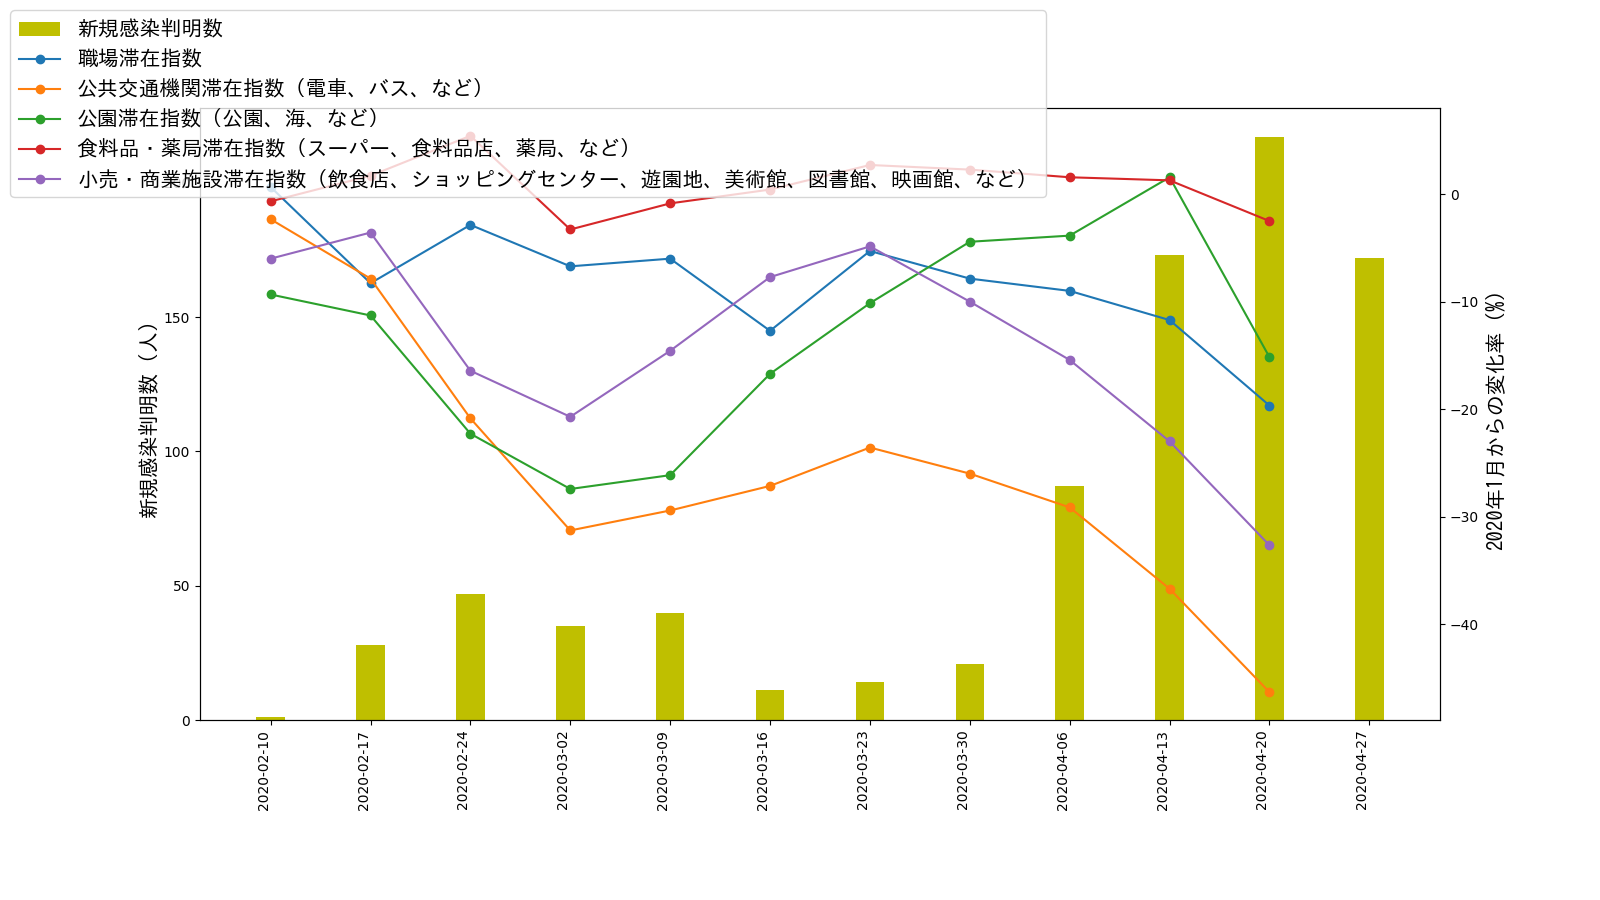 新規感染判明数
職場滞在指数
公共交通機関滞在指数（電車、バス、など）
公園滞在指数（公園、海、など）
食料品・薬局滞在指数（スーパー、食料品店、薬局、など）
小売・商業施設滞在指数（飲食店、ショッピングセンター、遊園地、美術館、図書館、映画館、など）
新規感染判明数（人）
150
100
50
0
0
−10
−20
−30
−40
2020年1月からの変化率（%）
2020-02-10
2020-02-17
2020-02-24
2020-03-02
2020-03-09
2020-03-16
2020-03-23
2020-03-30
2020-04-06
2020-04-13
2020-04-20
2020-04-27